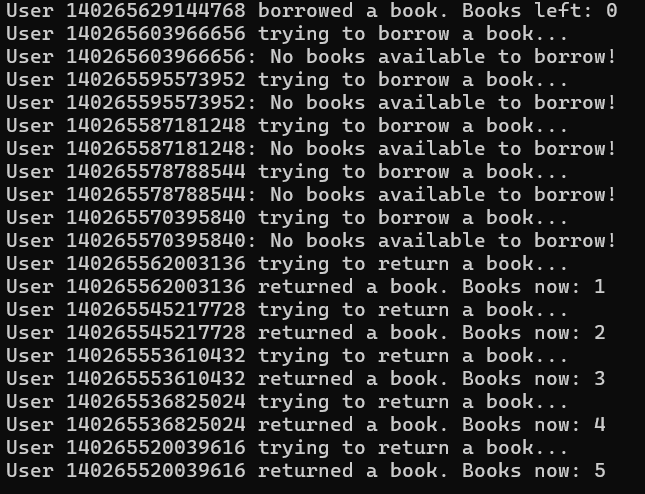 User 140265629144768 borrowed a book. Books left: 0
User 140265603966656 trying to borrow a book...
User 140265603966656: No books available to borrow!
User 140265595573952 trying to borrow a book...
User 140265595573952: No books available to borrow!
User 140265587181248 trying to borrow a book...
User 140265587181248: No books available to borrow!
User 140265578788544 trying to borrow a book...
User 140265578788544: No books available to borrow!
User 140265570395840 trying to borrow a book...
User 140265570395840: No books available to borrow!
User 140265562003136 trying to return a book...
User 140265562003136 returned a book. Books now: 1
User 140265545217728 trying to return a book...
User 140265545217728 returned a book. Books now: 2
User 140265553610432 trying to return a book...
User 140265553610432 returned a book. Books now: 3
User 140265536825024 trying to return a book...
User 140265536825024 returned a book. Books now: 4
User 140265520039616 trying to return a book...
User 140265520039616 returned a book. Books now: 5